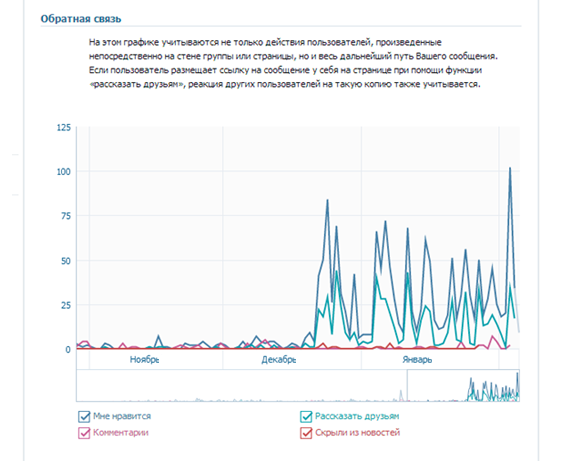 Обратная связь
На этом графике учитываются не только действия пользователей, произведенные
непосредственно на стене группы или страницы, но и весь дальнейший путь Вашего сообщения.
Если пользователь размещает ссылку на сообщение у себя на странице при помощи функции
«рассказать друзьям», реакция других пользователей на такую копию также учитывается.
125
100
75
50
25
0
Ноябрь Декабрь Январь
Мне нравится Рассказать друзьям
Комментарии Скрыли из новостей